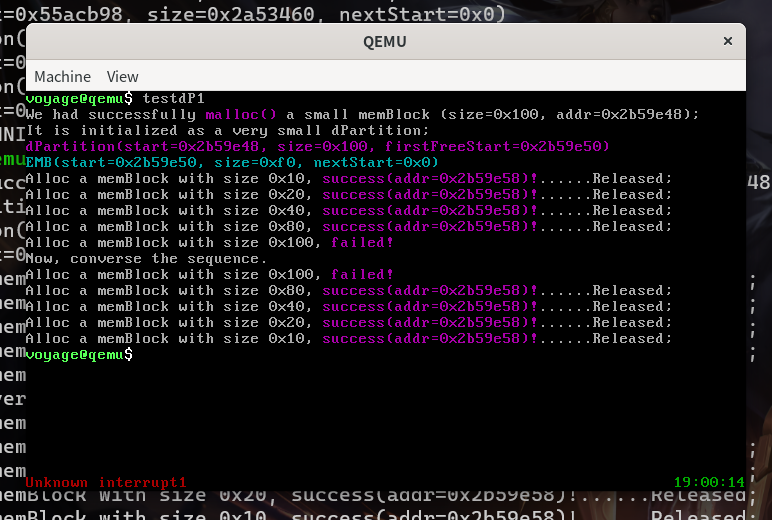 =0x55acb98, size=0x2a53460, nextStart=0x0)
on(
QEMU
×
Machine View
voyage@qemu$ testdP1
We had successfully malloc() a small memBlock (size=0x100, addr=0x2b59e48);
It is initialized as a very small dPartition;
dPartition(start=0x2b59e48, size=0x100, firstFreeStart=0x2b59e50)
EMB(start=0x2b59e50, size=0xf0, nextStart=0x0)
Alloc a memBlock with size 0x10, success(addr=0x2b59e58)!......Released;
Alloc a memBlock with size 0x20, success(addr=0x2b59e58)!......Released;
Alloc a memBlock with size 0x40, success(addr=0x2b59e58)!......Released;
Alloc a memBlock with size 0x80, success(addr=0x2b59e58)!......Released;
Alloc a memBlock with size 0x100, failed!
Now, converse the sequence.
Alloc a memBlock with size 0x100, failed!
Alloc a memBlock with size 0x80, success(addr=0x2b59e58)!......Released;
Alloc a memBlock with size 0x40, success(addr=0x2b59e58)!......Released;
Alloc a memBlock with size 0x20, success(addr=0x2b59e58)!......Released;
Alloc a memBlock with size 0x10, success(addr=0x2b59e58)!......Released;
voyage@qemu$
Unknown interrupt1 19:00:14
memBlock with size 0x20, success(addr=0x2b59e58)!......Released;
memBlock with size 0x10, success(addr=0x2b59e58)!......Released;